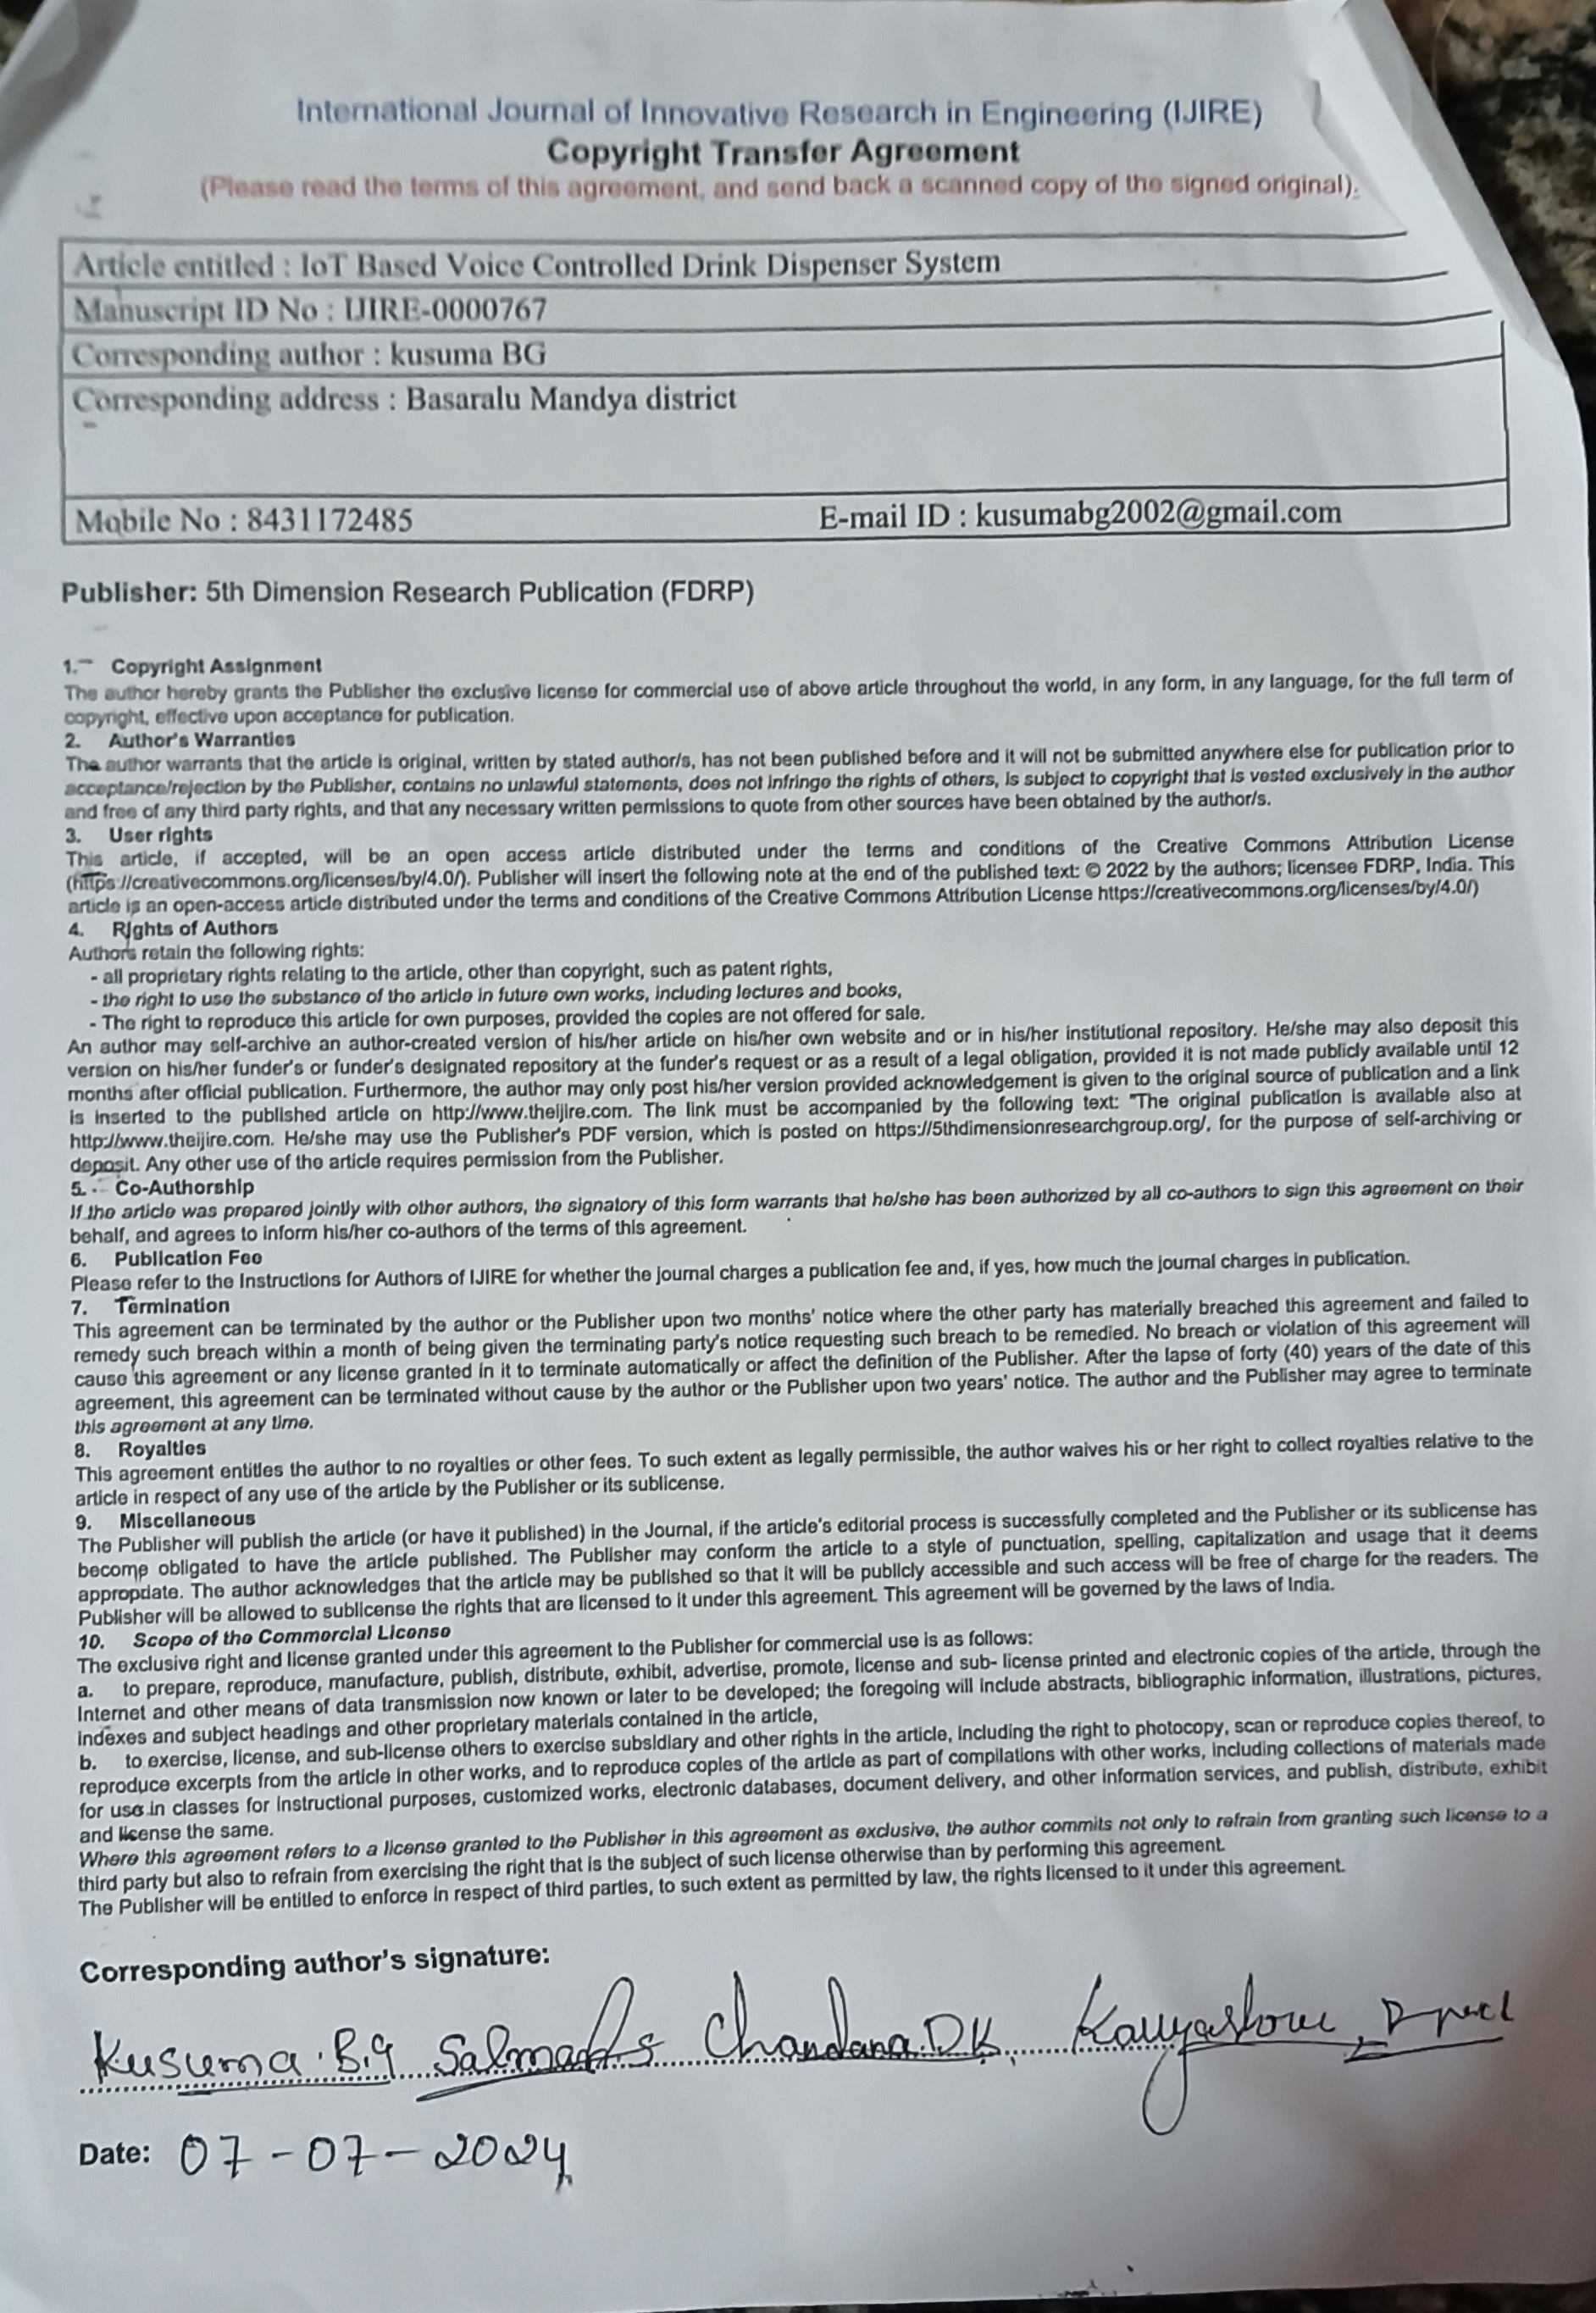 International Journal of Innovative Research in Engineering (IJIRE)
Copyright Transfer Agreement
(Please read the terms of this agreement, and send back a scanned copy of the signed original).
Article entitled : IoT Based Voice Controlled Drink Dispenser System
Manuscript ID No : IJIRE-0000767
Corresponding author : kusuma BG
Corresponding address : Basaralu Mandya district
Mobile No : 8431172485 E-mail ID : kusumabg2002@gmail.com
Publisher: 5th Dimension Research Publication (FDRP)
1. Copyright Assignment
The author hereby grants the Publisher the exclusive license for commercial use of above article throughout the world, in any form, in any language, for the full term of
copyright, effective upon acceptance for publication.
2. Author's Warranties
The author warrants that the article is original, written by stated author/s, has not been published before and it will not be submitted anywhere else for publication prior to
acceptance/rejection by the Publisher, contains no unlawful statements, does not infringe the rights of others, is subject to copyright that is vested exclusively in the author
and free of any third party rights, and that any necessary written permissions to quote from other sources have been obtained by the author/s.
3. User rights
This article, if accepted, will be an open access article distributed under the terms and conditions of the Creative Commons Attribution License
(https://creativecommons.org/licenses/by/4.0/). Publisher will insert the following note at the end of the published text: © 2022 by the authors; licensee FDRP, India. This
article is an open-access article distributed under the terms and conditions of the Creative Commons Attribution License https://creativecommons.org/licenses/by/4.0/)
4. Rights of Authors
Authors retain the following rights:
- all proprietary rights relating to the article, other than copyright, such as patent rights,
- the right to use the substance of the article in future own works, including lectures and books,
- The right to reproduce this article for own purposes, provided the copies are not offered for sale.
An author may self-archive an author-created version of his/her article on his/her own website and or in his/her institutional repository. He/she may also deposit this
version on his/her funder's or funder's designated repository at the funder's request or as a result of a legal obligation, provided it is not made publicly available until 12
months after official publication. Furthermore, the author may only post his/her version provided acknowledgement is given to the original source of publication and a link
is inserted to the published article on http://www.theijire.com. The link must be accompanied by the following text: "The original publication is available also at
http://www.theijire.com. He/she may use the Publisher's PDF version, which is posted on https://5thdimensionresearchgroup.org/, for the purpose of self-archiving or
deposit. Any other use of the article requires permission from the Publisher.
5. Co-Authorship
If the article was prepared jointly with other authors, the signatory of this form warrants that he/she has been authorized by all co-authors to sign this agreement on their
behalf, and agrees to inform his/her co-authors of the terms of this agreement.
6. Publication Fee
Please refer to the Instructions for Authors of IJIRE for whether the journal charges a publication fee and, if yes, how much the journal charges in publication.
7. Termination
This agreement can be terminated by the author or the Publisher upon two months' notice where the other party has materially breached this agreement and failed to
remedy such breach within a month of being given the terminating party's notice requesting such breach to be remedied. No breach or violation of this agreement will
cause this agreement or any license granted in it to terminate automatically or affect the definition of the Publisher. After the lapse of forty (40) years of the date of this
agreement, this agreement can be terminated without cause by the author or the Publisher upon two years' notice. The author and the Publisher may agree to terminate
this agreement at any time.
8. Royalties
This agreement entitles the author to no royalties or other fees. To such extent as legally permissible, the author waives his or her right to collect royalties relative to the
article in respect of any use of the article by the Publisher or its sublicense.
9. Miscellaneous
The Publisher will publish the article (or have it published) in the Journal, if the article's editorial process is successfully completed and the Publisher or its sublicense has
become obligated to have the article published. The Publisher may conform the article to a style of punctuation, spelling, capitalization and usage that it deems
appropriate. The author acknowledges that the article may be published so that it will be publicly accessible and such access will be free of charge for the readers. The
Publisher will be allowed to sublicense the rights that are licensed to it under this agreement. This agreement will be governed by the laws of India.
10. Scope of the Commercial License
The exclusive right and license granted under this agreement to the Publisher for commercial use is as follows:
a. to prepare, reproduce, manufacture, publish, distribute, exhibit, advertise, promote, license and sub- license printed and electronic copies of the article, through the
Internet and other means of data transmission now known or later to be developed; the foregoing will include abstracts, bibliographic information, illustrations, pictures,
indexes and subject headings and other proprietary materials contained in the article,
b. to exercise, license, and sub-license others to exercise subsidiary and other rights in the article, including the right to photocopy, scan or reproduce copies thereof, to
reproduce excerpts from the article in other works, and to reproduce copies of the article as part of compilations with other works, including collections of materials made
for use in classes for instructional purposes, customized works, electronic databases, document delivery, and other information services, and publish, distribute, exhibit
and license the same.
Where this agreement refers to a license granted to the Publisher in this agreement as exclusive, the author commits not only to refrain from granting such license to a
third party but also to refrain from exercising the right that is the subject of such license otherwise than by performing this agreement.
The Publisher will be entitled to enforce in respect of third parties, to such extent as permitted by law, the rights licensed to it under this agreement.
Corresponding author's signature:
Kusuma.B.G Chandana.D.K.
Date: 07-07-2024